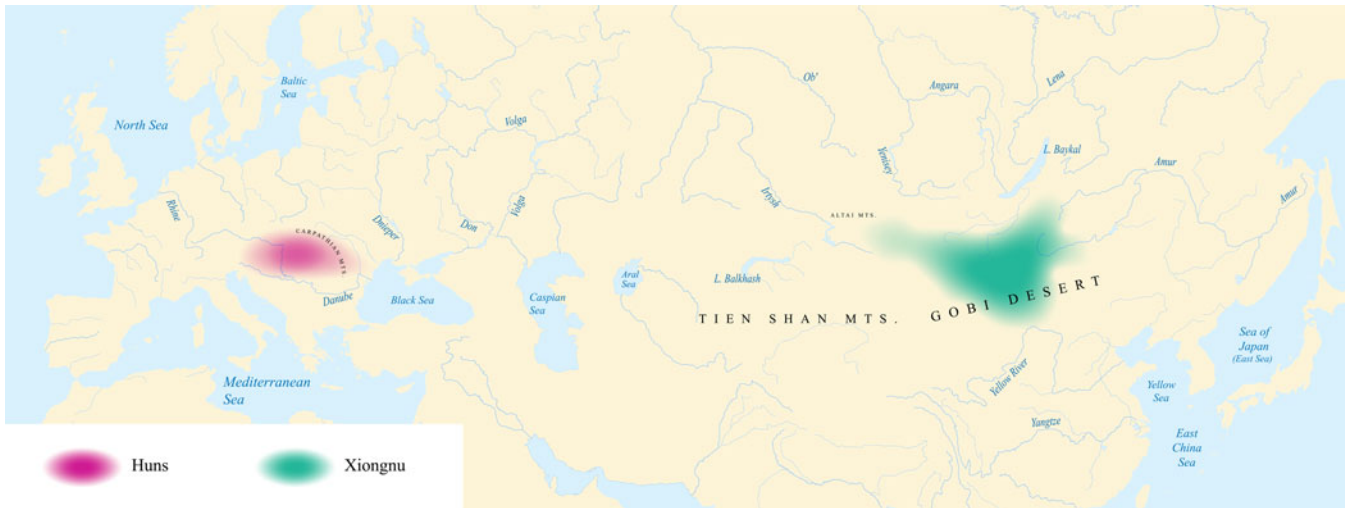 Baltic
Sea
North Sea
Volga
Ob'
Angara
Lena
L. Baykal
Yenisey
Amur
Amur
Rhine
CARPATHIAN MTS.
Dnieper
Don
Volga
Irtysh
ALTAI MTS.
Danube
Black Sea
Caspian
Sea
Aral
Sea
L. Balkhash
TIEN SHAN MTS.
GOBI DESERT
Sea of
Japan
(East Sea)
Mediterranean
Sea
Yellow River
Yellow
Sea
Yangtze
East
China
Sea
Huns
Xiongnu